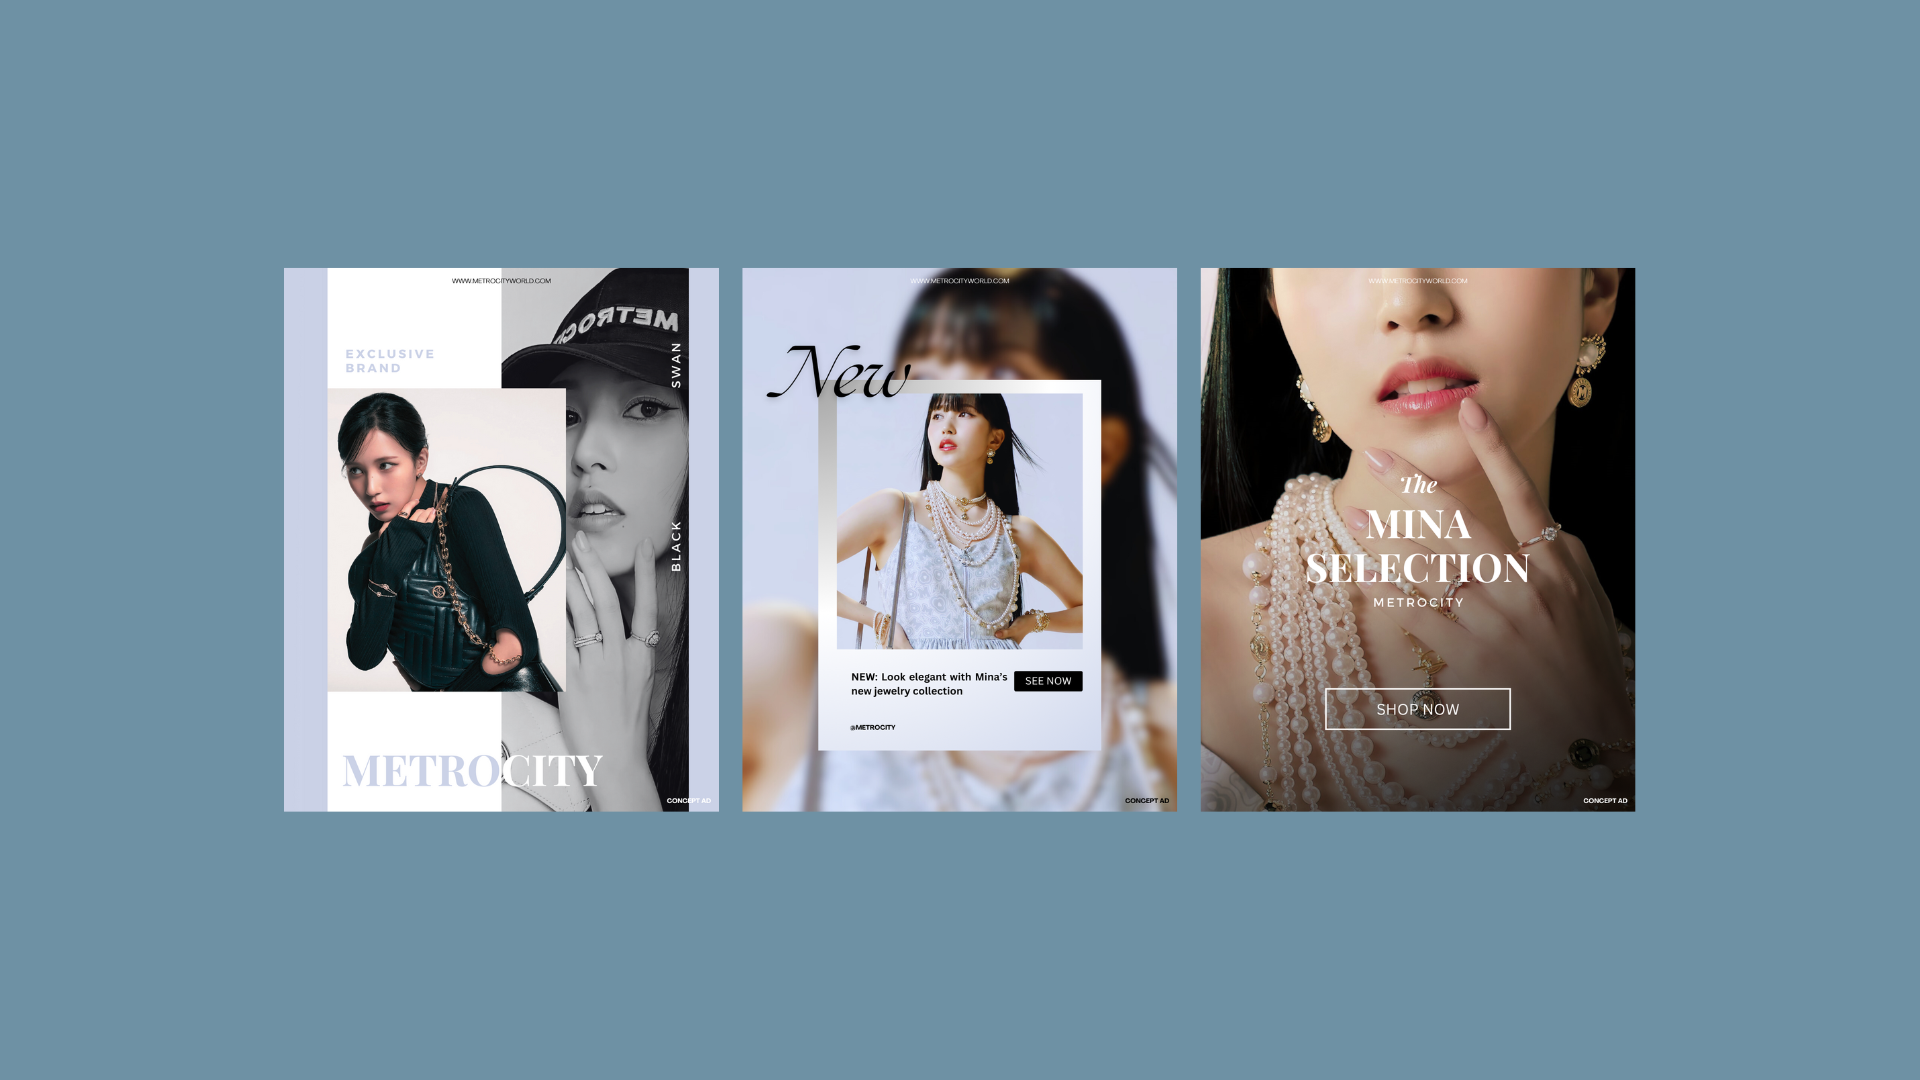 WWW.METROCITYWORLD.COM
METROC
EXCLUSIVE
BRAND
SWAN
BLACK
METROCITY
CONCEPT AD
WWW.METROCITYWORLD.COM
New
NEW: Look elegant with Mina's
new jewelry collection
SEE NOW
@METROCITY
CONCEPT AD
WWW.METROCITYWORLD.COM
The
MINA
SELECTION
METROCITY
SHOP NOW
CONCEPT AD